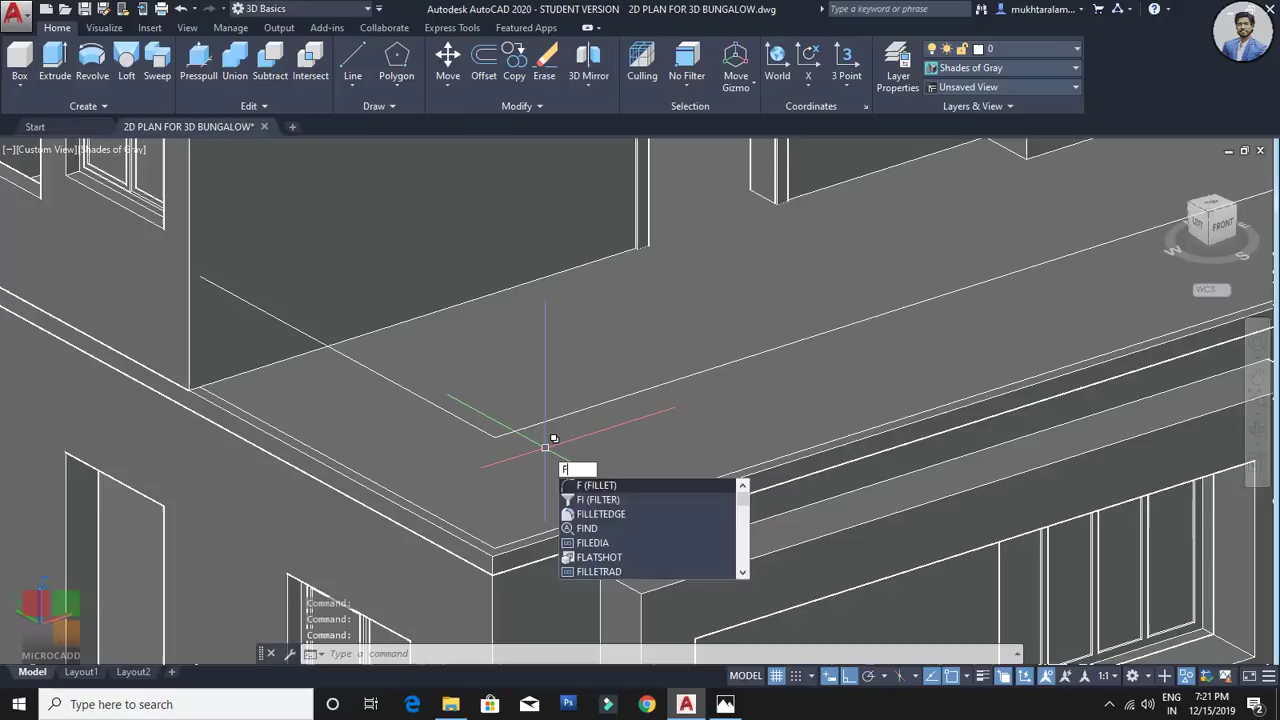 3D Basics
Autodesk AutoCAD 2020 - STUDENT VERSION 2D PLAN FOR 3D BUNGALOW.dwg
Type a keyword or phrase
mukhtaralam...
Home
Visualize
Insert
View
Manage
Output
Add-ins
Collaborate
Express Tools
Featured Apps
Box
Extrude
Revolve
Loft
Sweep
Presspull
Union
Subtract
Intersect
Line
Polygon
Move
Offset
Copy
Erase
3D Mirror
Culling
No Filter
Move
Gizmo
World
X
3 Point
Layer
Properties
0
Shades of Gray
Unsaved View
Create
Edit
Draw
Modify
Selection
Coordinates
Layers & View
Start
2D PLAN FOR 3D BUNGALOW*
[−][Custom View][Shades of Gray]
TOP
LEFT
FRONT
W
S
WCS
F
F (FILLET)
FI (FILTER)
FILLETEDGE
FIND
FILEDIA
FLATSHOT
FILLETRAD
Command:
Command:
Command:
MICROCADD
Type a command
Model
Layout1
Layout2
MODEL
1:1
Type here to search
ENG
IN
7:21 PM
12/15/2019
2